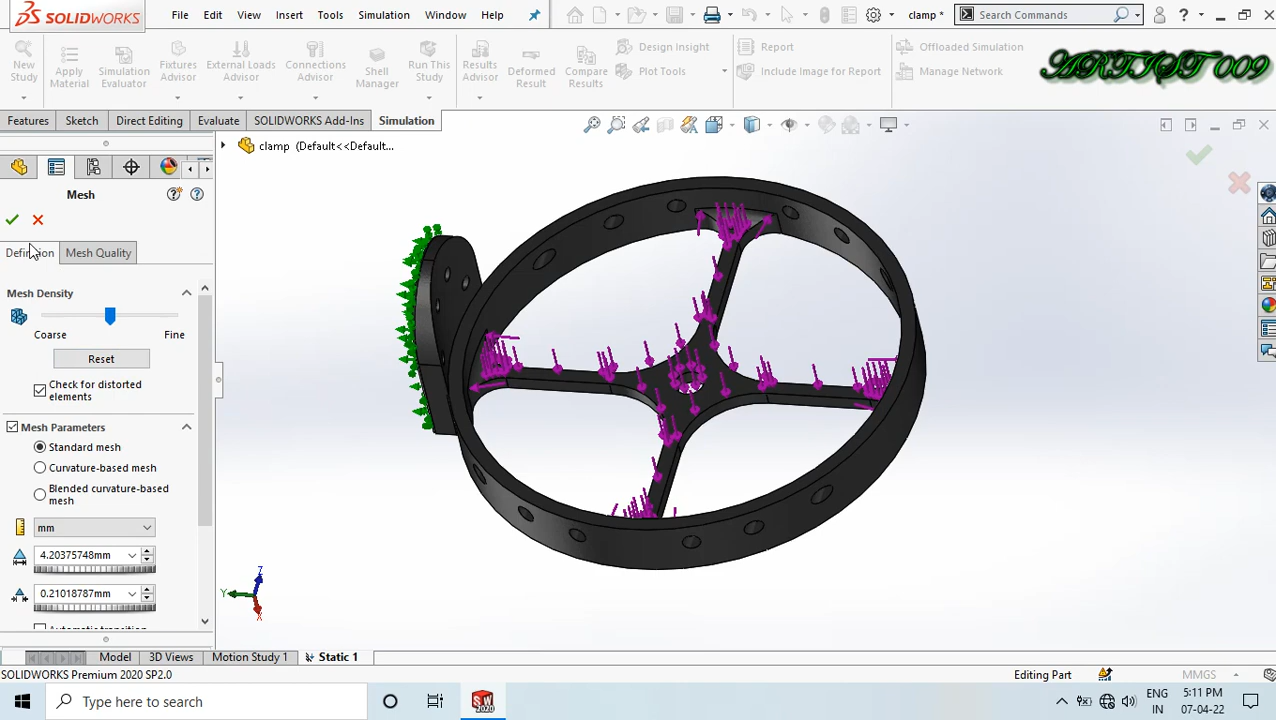 SOLIDWORKS File Edit View Insert Tools Simulation Window Help clamp * Search Commands
New Study
Apply Material
Simulation Evaluator
Fixtures Advisor
External Loads Advisor
Connections Advisor
Shell Manager
Run This Study
Results Advisor
Deformed Result
Compare Results
Design Insight
Plot Tools
Report
Include Image for Report
Offloaded Simulation
Manage Network
ARTIST 009
Features Sketch Direct Editing Evaluate SOLIDWORKS Add-Ins Simulation
clamp (Default<<Default...
Mesh
Definition Mesh Quality
Mesh Density
Coarse Fine
Reset
Check for distorted
elements
Mesh Parameters
Standard mesh
Curvature-based mesh
Blended curvature-based
mesh
mm
4.20375748mm
0.21018787mm
Automatic transition
Z
Y
X
Model 3D Views Motion Study 1 Static 1
SOLIDWORKS Premium 2020 SP2.0 Editing Part MMGS
Type here to search
SW
2020
ENG
IN
5:11 PM
07-04-22